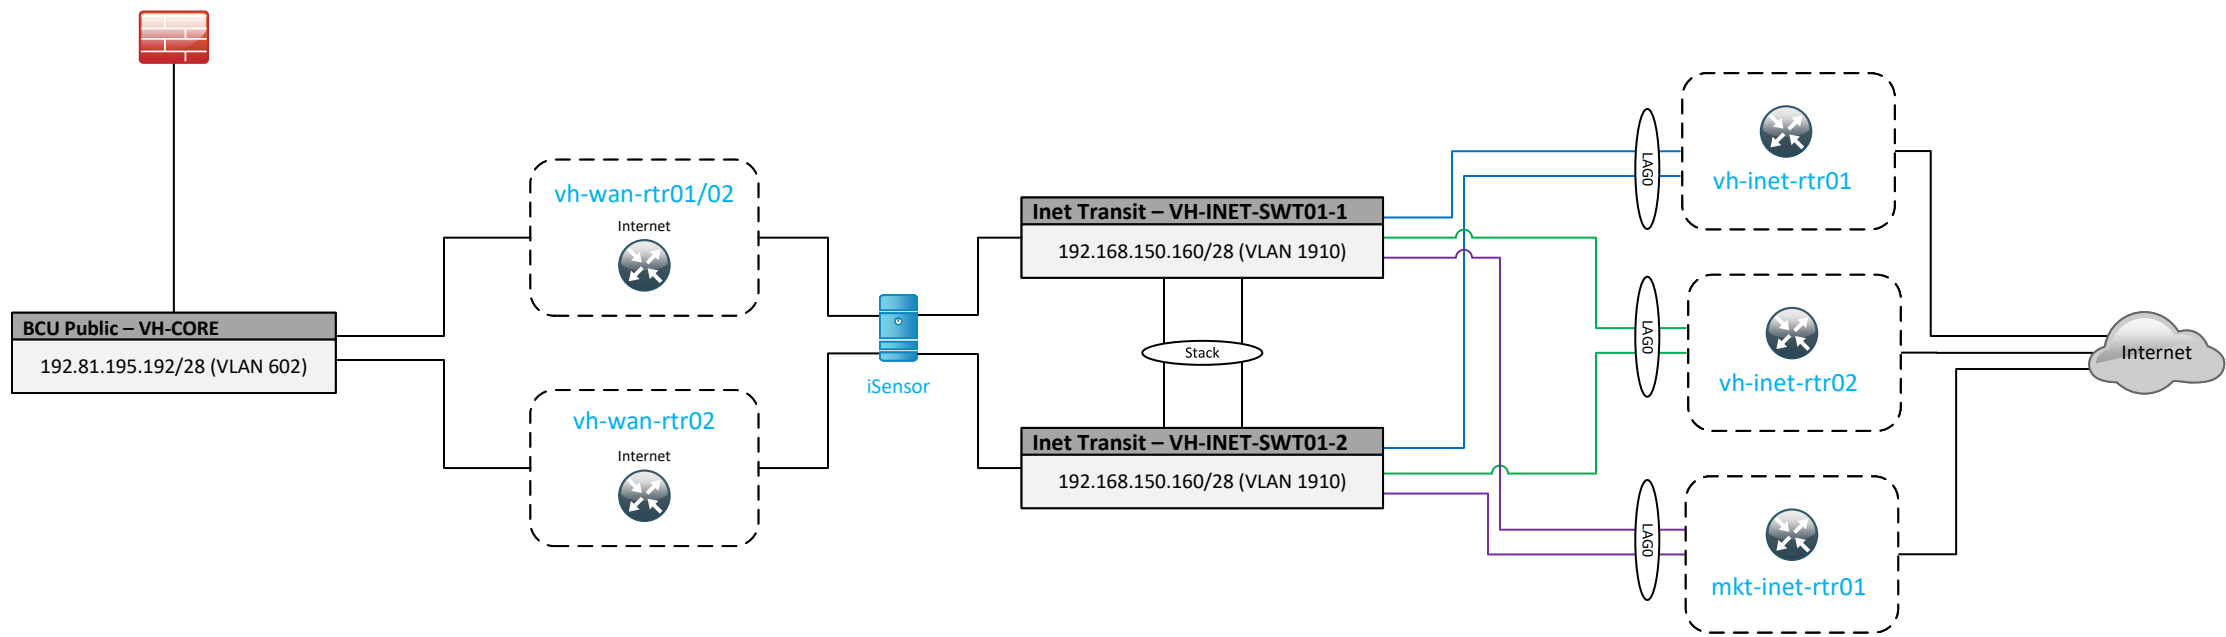 BCU Public – VH-CORE
192.81.195.192/28 (VLAN 602)
vh-wan-rtr01/02
Internet
vh-wan-rtr02
Internet
iSensor
Inet Transit – VH-INET-SWT01-1
192.168.150.160/28 (VLAN 1910)
Stack
Inet Transit – VH-INET-SWT01-2
192.168.150.160/28 (VLAN 1910)
LAG0
vh-inet-rtr01
LAG0
vh-inet-rtr02
LAG0
mkt-inet-rtr01
Internet